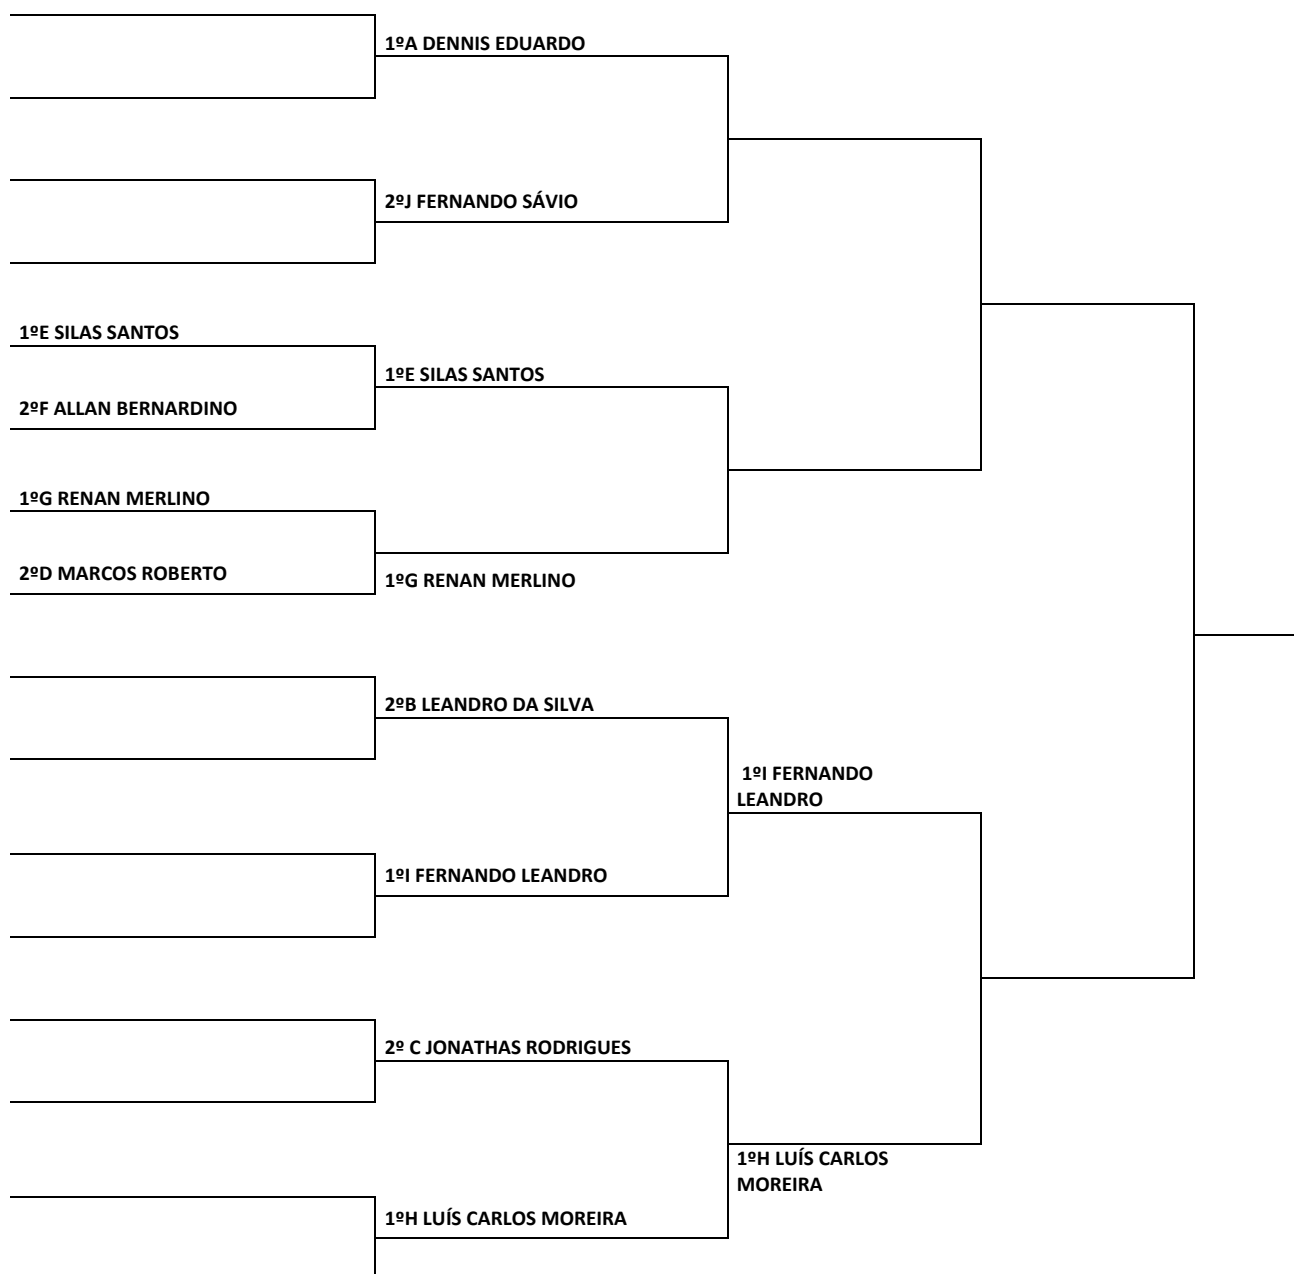 1ºA DENNIS EDUARDO
2ºJ FERNANDO SÁVIO
1ºE SILAS SANTOS
1ºE SILAS SANTOS
2ºF ALLAN BERNARDINO
1ºG RENAN MERLINO
2ºD MARCOS ROBERTO
1ºG RENAN MERLINO
2ºB LEANDRO DA SILVA
1ºI FERNANDO
LEANDRO
1ºI FERNANDO LEANDRO
2º C JONATHAS RODRIGUES
1ºH LUÍS CARLOS
MOREIRA
1ºH LUÍS CARLOS MOREIRA